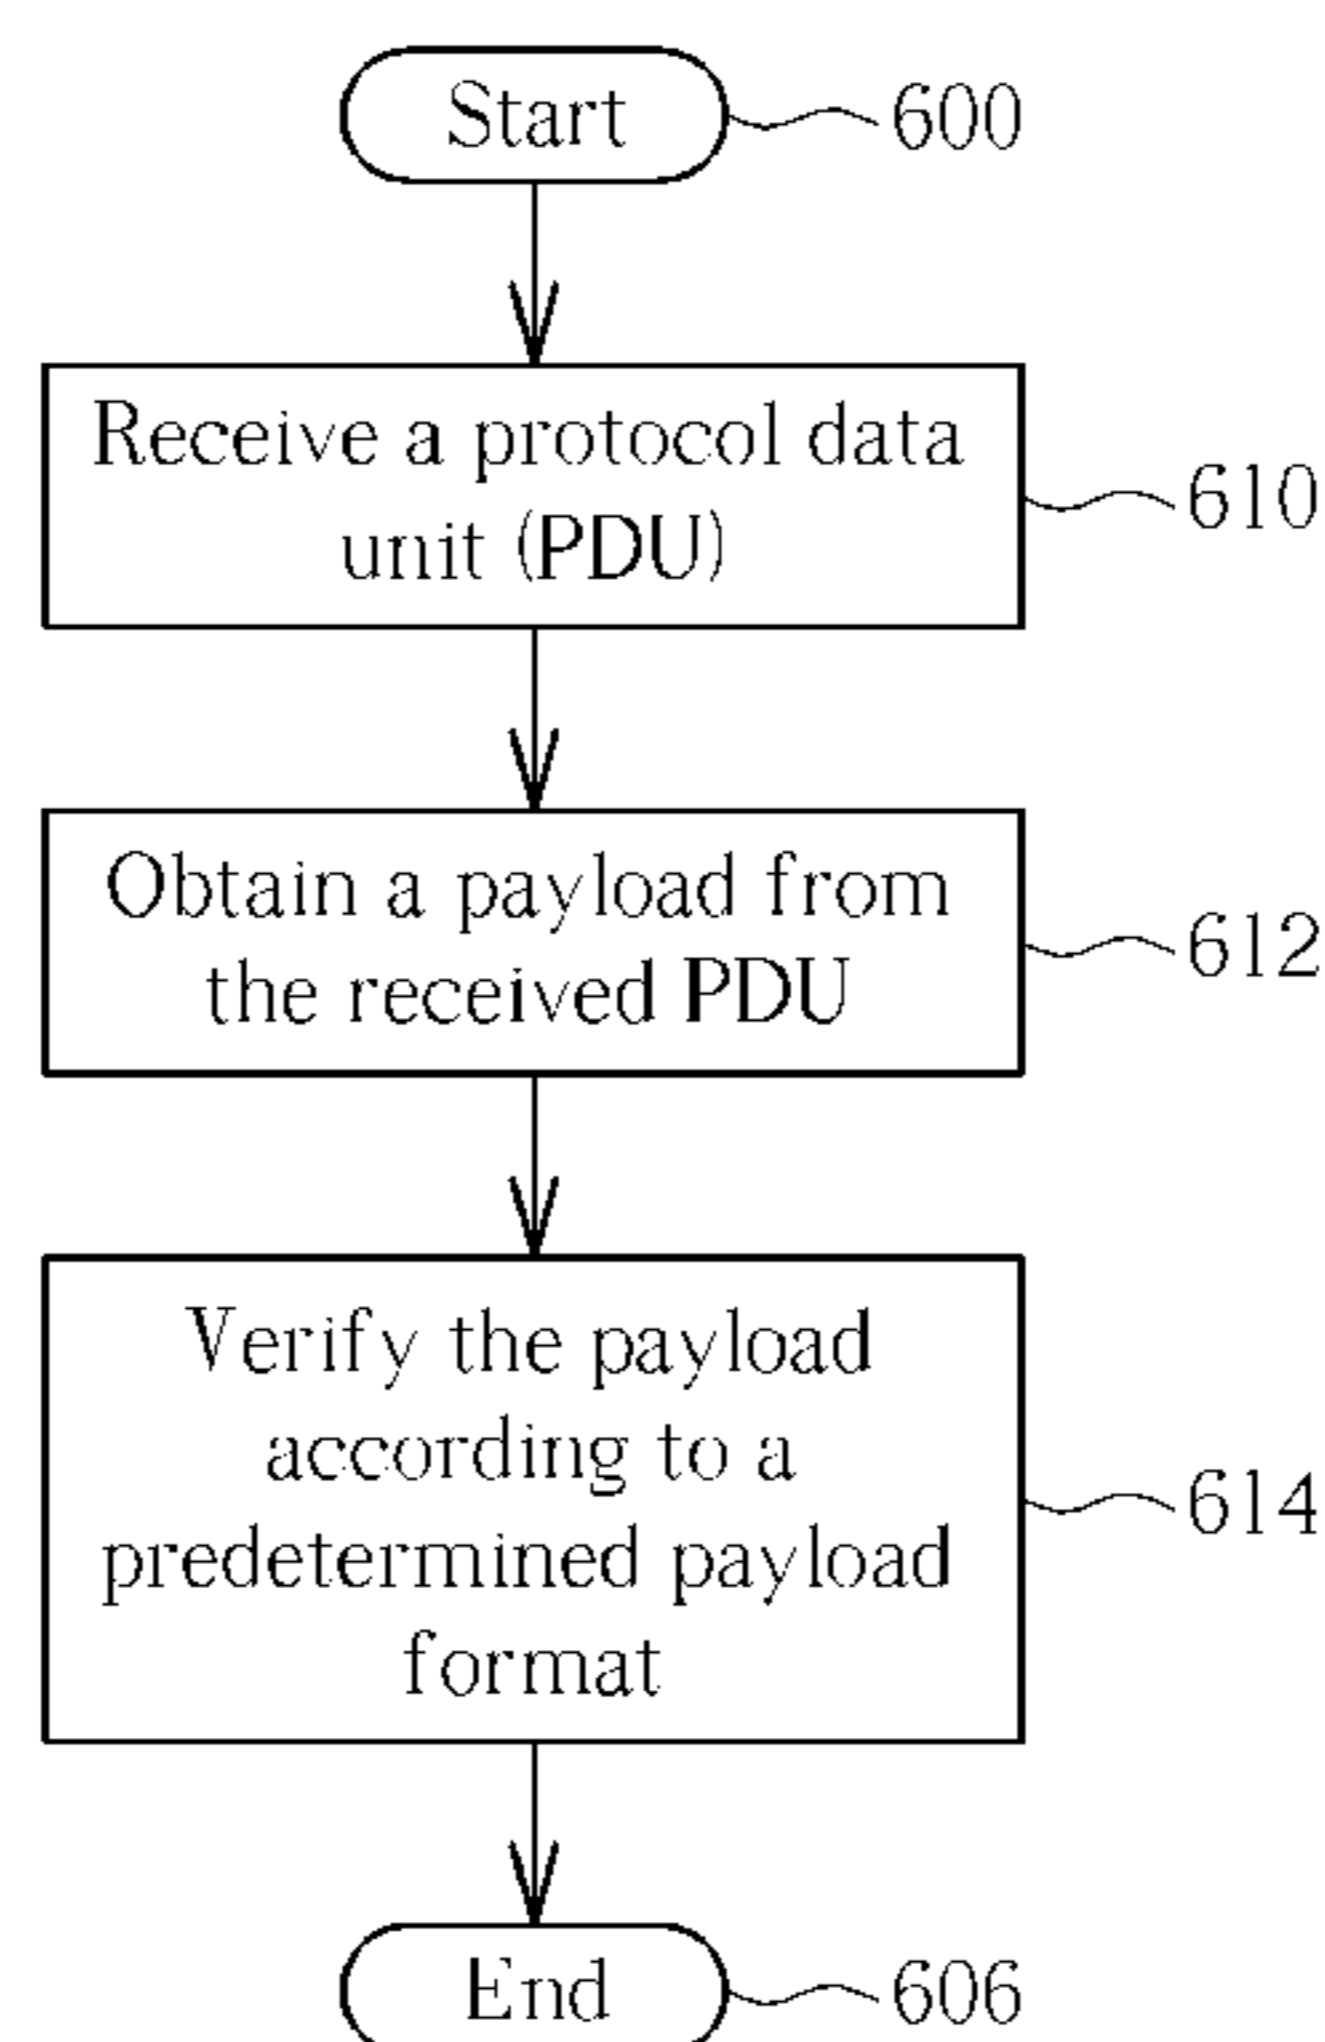 Start
600
Receive a protocol data
unit (PDU)
610
Obtain a payload from
the received PDU
612
Verify the payload
according to a
predetermined payload
format
614
End
606